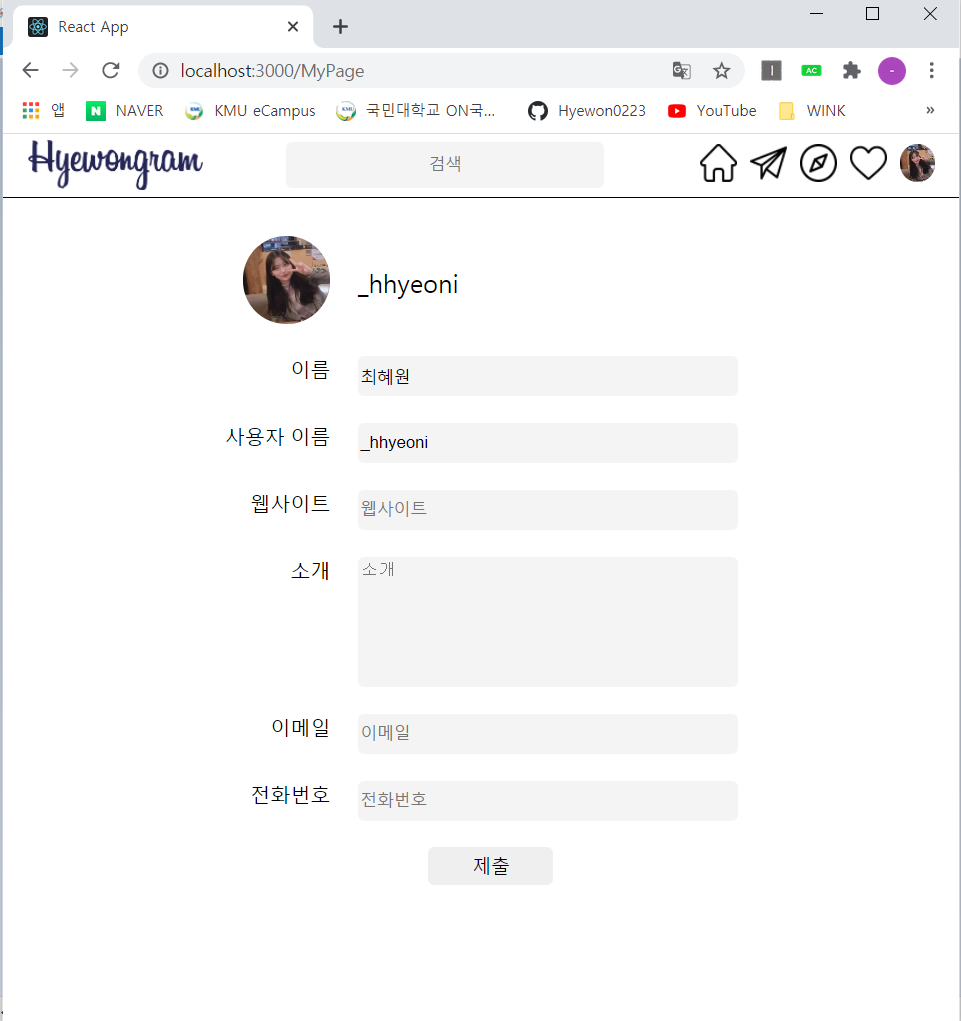 React App
localhost:3000/MyPage
앱 NAVER KMU eCampus 국민대학교 ON국... Hyewon0223 YouTube WINK »
Hyewongram 검색
_hhyeoni
이름 최혜원
사용자 이름 _hhyeoni
웹사이트 웹사이트
소개 소개
이메일 이메일
전화번호 전화번호
제출